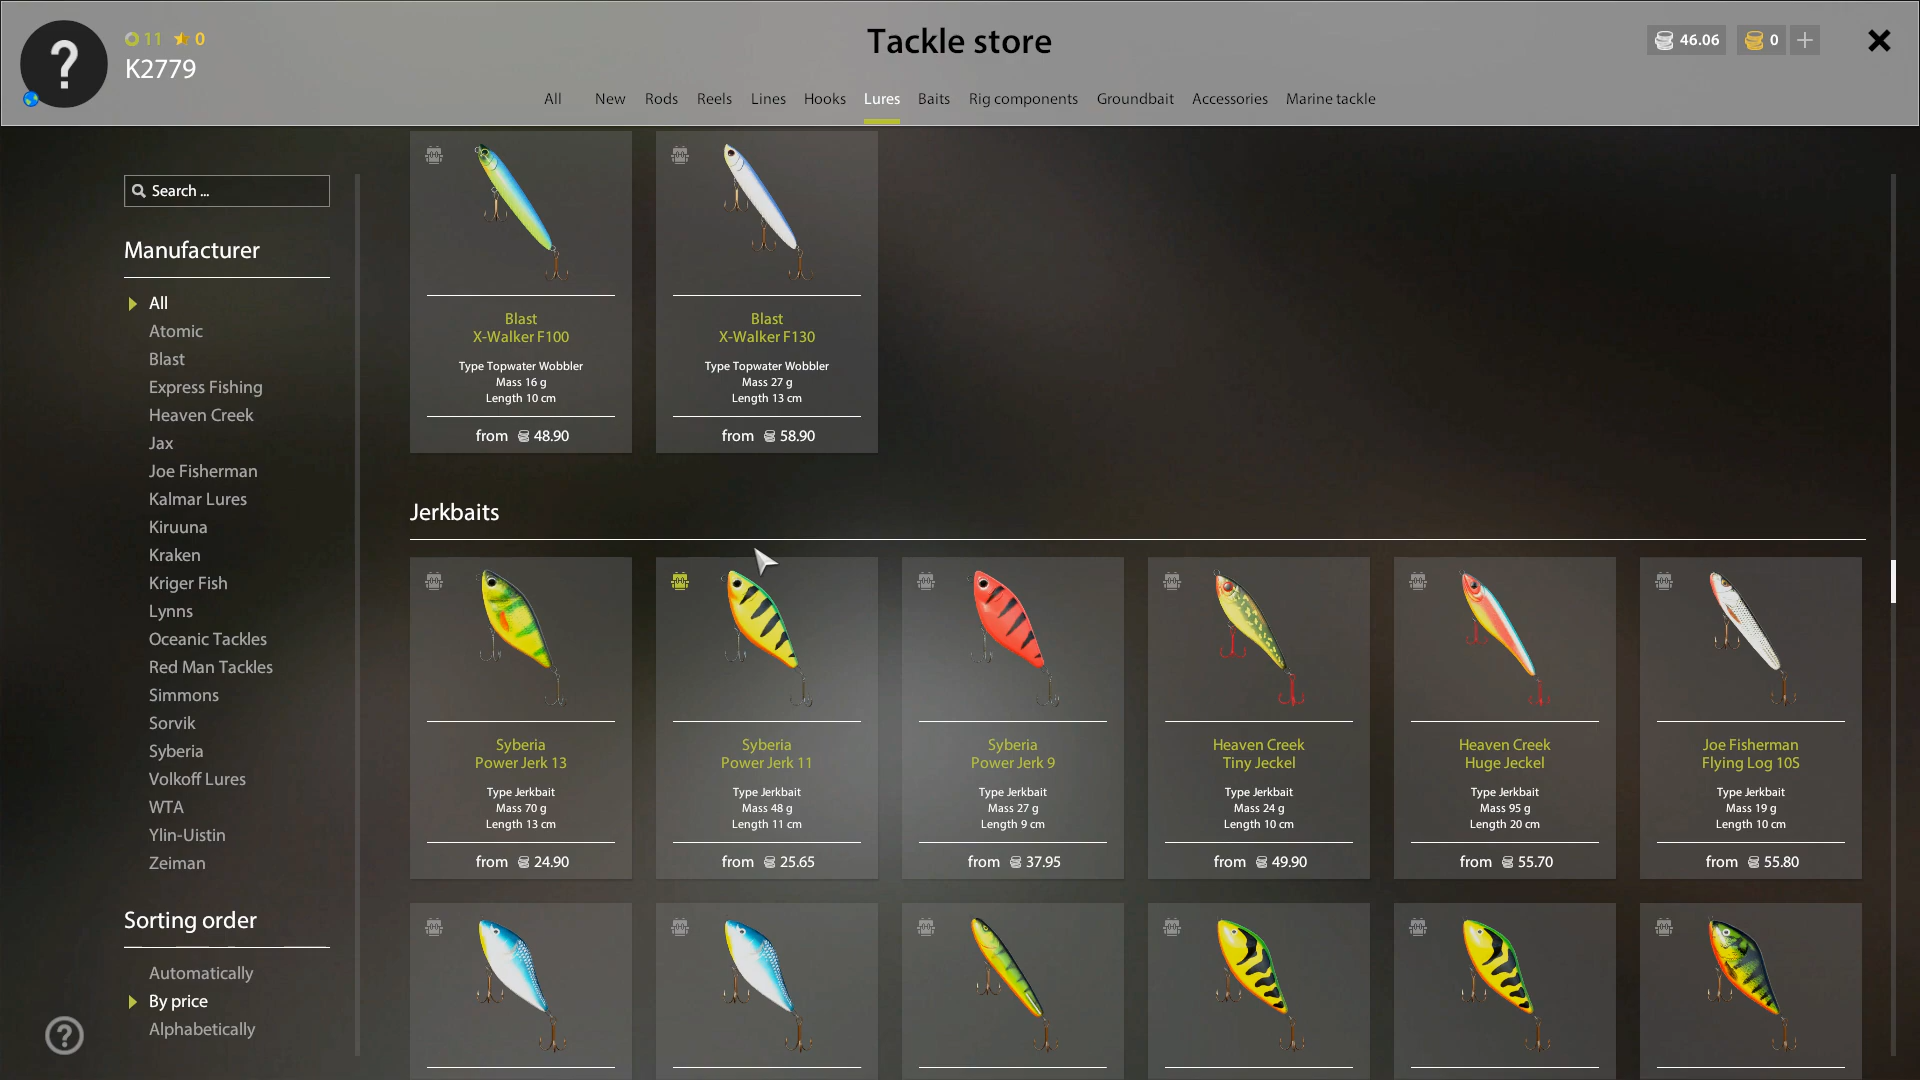 11 0
K2779
Tackle store
46.06
0
All New Rods Reels Lines Hooks Lures Baits Rig components Groundbait Accessories Marine tackle
Search ...
Manufacturer
All
Atomic
Blast
Express Fishing
Heaven Creek
Jax
Joe Fisherman
Kalmar Lures
Kiruuna
Kraken
Kriger Fish
Lynns
Oceanic Tackles
Red Man Tackles
Simmons
Sorvik
Syberia
Volkoff Lures
WTA
Ylin-Uistin
Zeiman
Sorting order
Automatically
By price
Alphabetically
Blast
X-Walker F100
Type Topwater Wobbler
Mass 16 g
Length 10 cm
from 48.90
Blast
X-Walker F130
Type Topwater Wobbler
Mass 27 g
Length 13 cm
from 58.90
Jerkbaits
Syberia
Power Jerk 13
Type Jerkbait
Mass 70 g
Length 13 cm
from 24.90
Syberia
Power Jerk 11
Type Jerkbait
Mass 48 g
Length 11 cm
from 25.65
Syberia
Power Jerk 9
Type Jerkbait
Mass 27 g
Length 9 cm
from 37.95
Heaven Creek
Tiny Jeckel
Type Jerkbait
Mass 24 g
Length 10 cm
from 49.90
Heaven Creek
Huge Jeckel
Type Jerkbait
Mass 95 g
Length 20 cm
from 55.70
Joe Fisherman
Flying Log 10S
Type Jerkbait
Mass 19 g
Length 10 cm
from 55.80